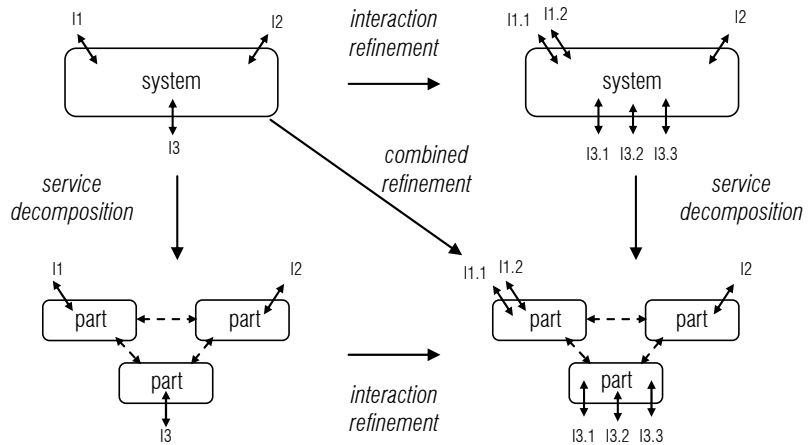 I1
I2
interaction
refinement
I1.1
I1.2
I2
system
system
I3
combined
refinement
I3.1
I3.2
I3.3
service
decomposition
service
decomposition
I1
I2
I1.1
I1.2
I2
part
part
part
part
part
part
interaction
refinement
I3
I3.1
I3.2
I3.3